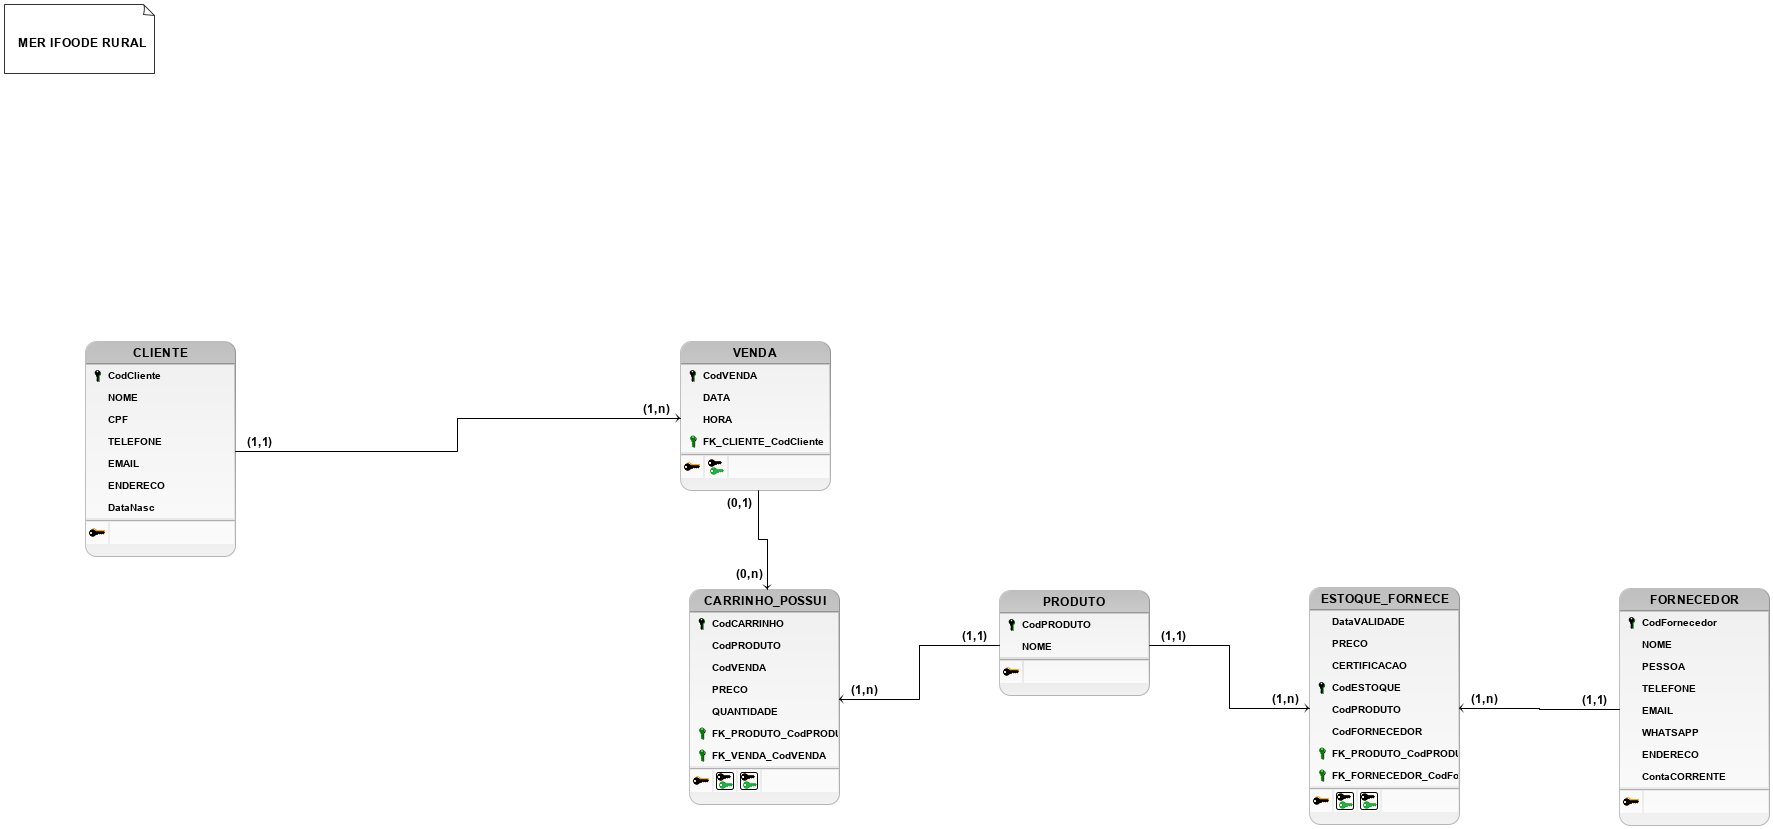 MER IFOODE RURAL
CLIENTE
CodCliente
NOME
CPF
TELEFONE
EMAIL
ENDERECO
DataNasc
(1,1)
(1,n)
VENDA
CodVENDA
DATA
HORA
FK_CLIENTE_CodCliente
(0,1)
(0,n)
CARRINHO_POSSUI
CodCARRINHO
CodPRODUTO
CodVENDA
PRECO
QUANTIDADE
FK_PRODUTO_CodPRODU
FK_VENDA_CodVENDA
(1,n)
(1,1)
PRODUTO
CodPRODUTO
NOME
(1,1)
(1,n)
ESTOQUE_FORNECE
DataVALIDADE
PRECO
CERTIFICACAO
CodESTOQUE
CodPRODUTO
CodFORNECEDOR
FK_PRODUTO_CodPRODU
FK_FORNECEDOR_CodFo
(1,n)
(1,1)
FORNECEDOR
CodFornecedor
NOME
PESSOA
TELEFONE
EMAIL
WHATSAPP
ENDERECO
ContaCORRENTE